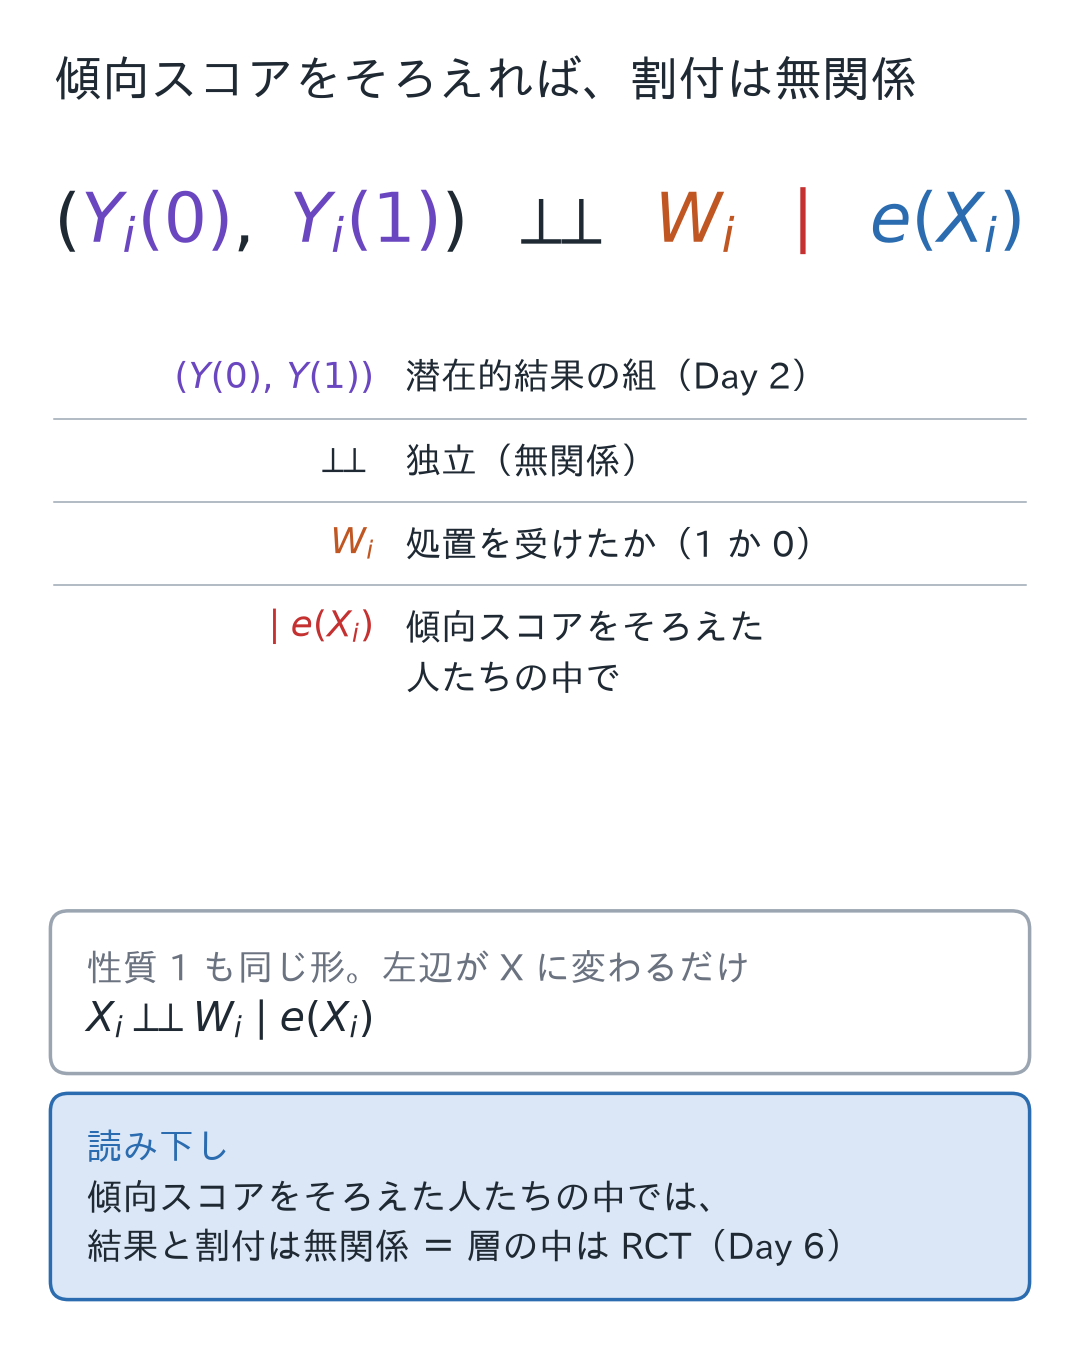 傾向スコアをそろえれば、割付は無関係
(Yᵢ(0), Yᵢ(1)) ⊥⊥ Wᵢ | e(Xᵢ)
(Y(0), Y(1)) 潜在的結果の組（Day 2）
⊥⊥ 独立（無関係）
Wᵢ 処置を受けたか（1 か 0）
| e(Xᵢ) 傾向スコアをそろえた
人たちの中で
性質 1 も同じ形。左辺が X に変わるだけ
Xᵢ ⊥⊥ Wᵢ | e(Xᵢ)
読み下し
傾向スコアをそろえた人たちの中では、
結果と割付は無関係 ＝ 層の中は RCT（Day 6）